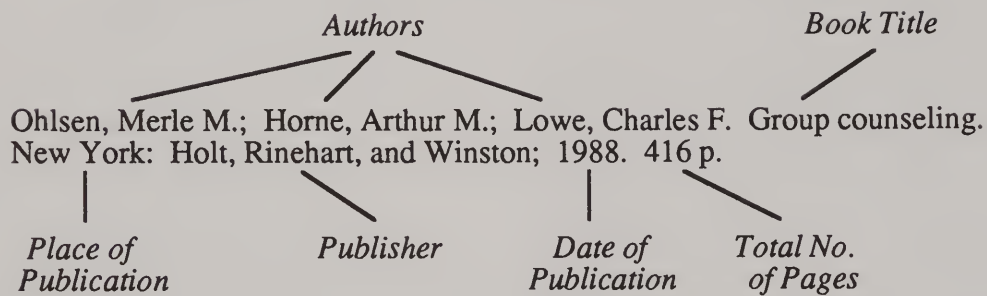 Authors
Book Title
Ohlsen, Merle M.; Horne, Arthur M.; Lowe, Charles F. Group counseling.
New York: Holt, Rinehart, and Winston; 1988. 416 p.
Place of
Publication
Publisher
Date of
Publication
Total No.
of Pages